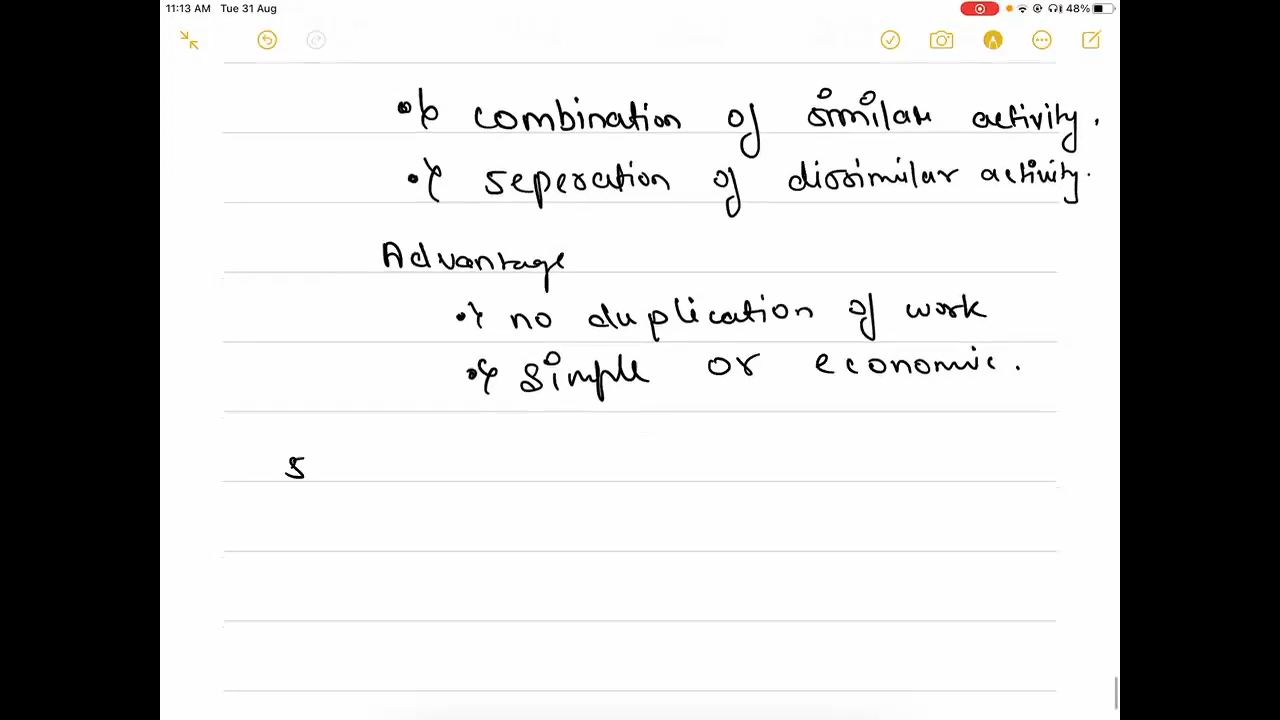 11:13 AM Tue 31 Aug 48%
combination of similar activity.
seperation of dissimilar activity.
Advantage
no duplication of work
simple or economic.
5